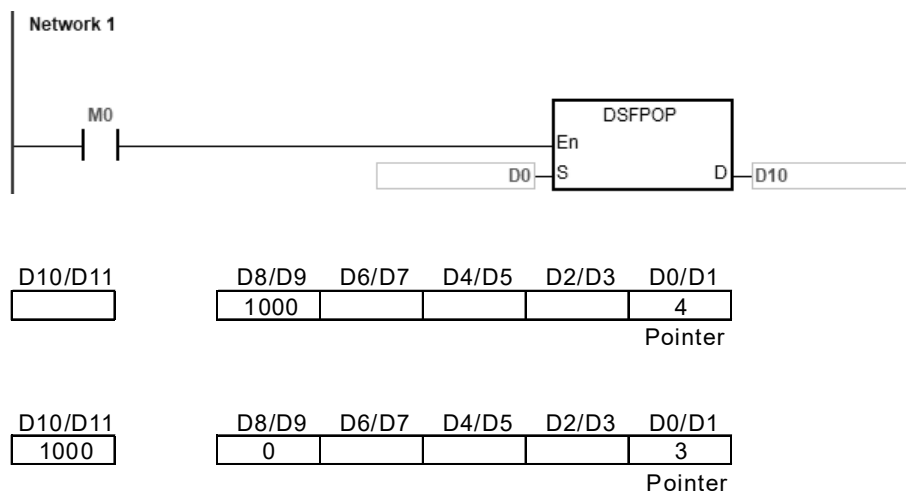 Network 1
M0
DSFPOP
En
D0 S D D10
D10/D11 D8/D9 D6/D7 D4/D5 D2/D3 D0/D1
1000 4
Pointer
D10/D11 D8/D9 D6/D7 D4/D5 D2/D3 D0/D1
1000 0 3
Pointer